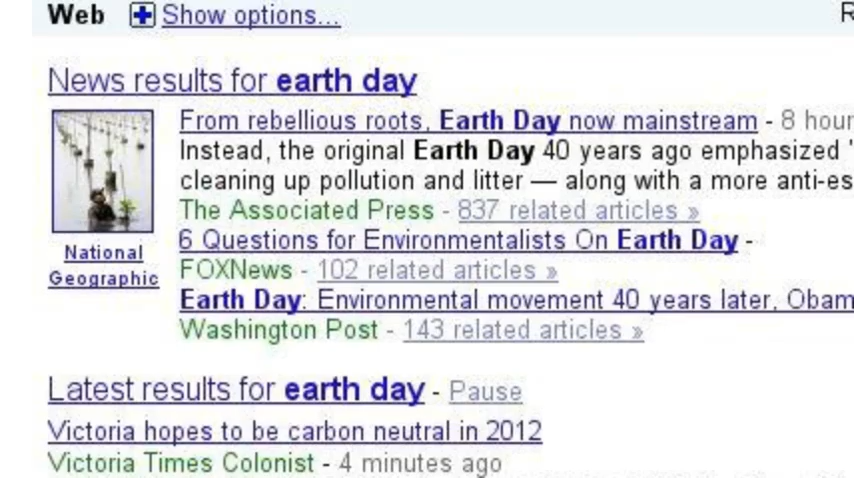 Web Show options... R
News results for earth day
From rebellious roots, Earth Day now mainstream - 8 hour
Instead, the original Earth Day 40 years ago emphasized '
cleaning up pollution and litter — along with a more anti-es
The Associated Press - 837 related articles »
6 Questions for Environmentalists On Earth Day -
National
Geographic
FOXNews - 102 related articles »
Earth Day: Environmental movement 40 years later, Obam
Washington Post - 143 related articles »
Latest results for earth day - Pause
Victoria hopes to be carbon neutral in 2012
Victoria Times Colonist - 4 minutes ago